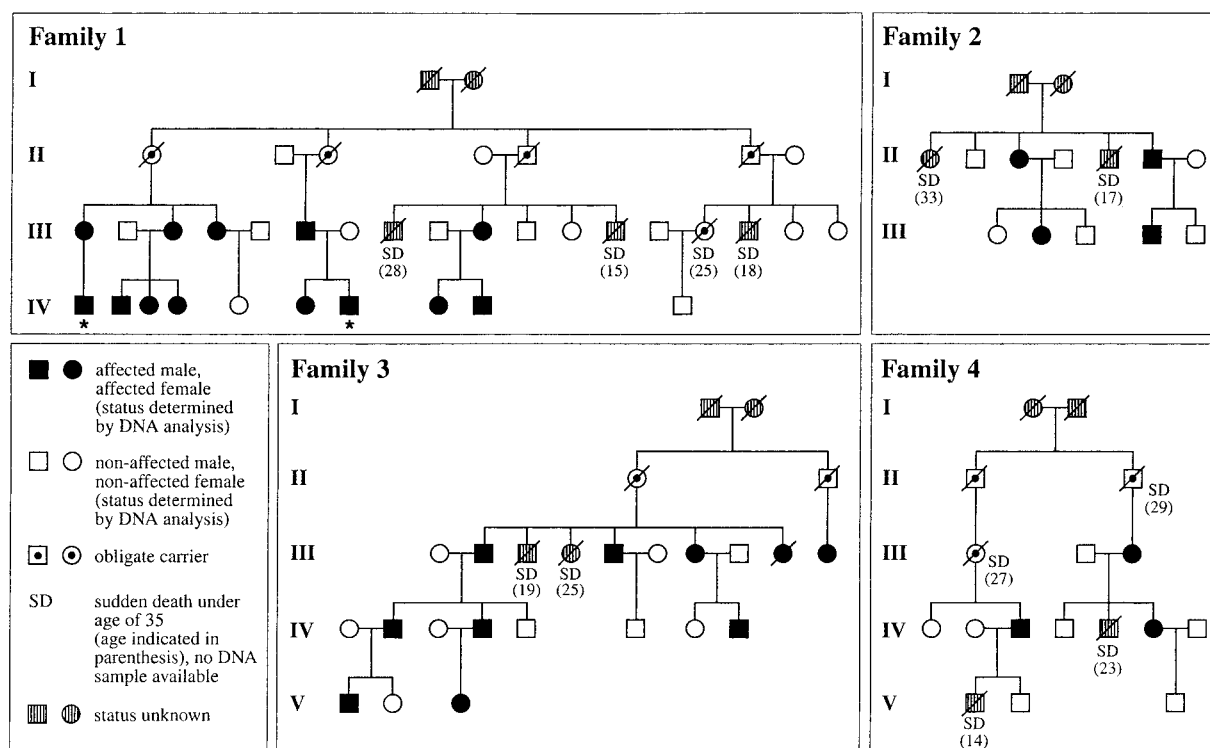 Family 1
I
II
III
SD
(28)
SD
(15)
SD
(25)
SD
(18)
IV
*
*
Family 2
I
II
SD
(33)
SD
(17)
III
affected male,
affected female
(status determined
by DNA analysis)
non-affected male,
non-affected female
(status determined
by DNA analysis)
obligate carrier
SD
sudden death under
age of 35
(age indicated in
parenthesis), no DNA
sample available
status unknown
Family 3
I
II
III
SD
(19)
SD
(25)
IV
V
Family 4
I
II
SD
(29)
III
SD
(27)
IV
SD
(23)
V
SD
(14)